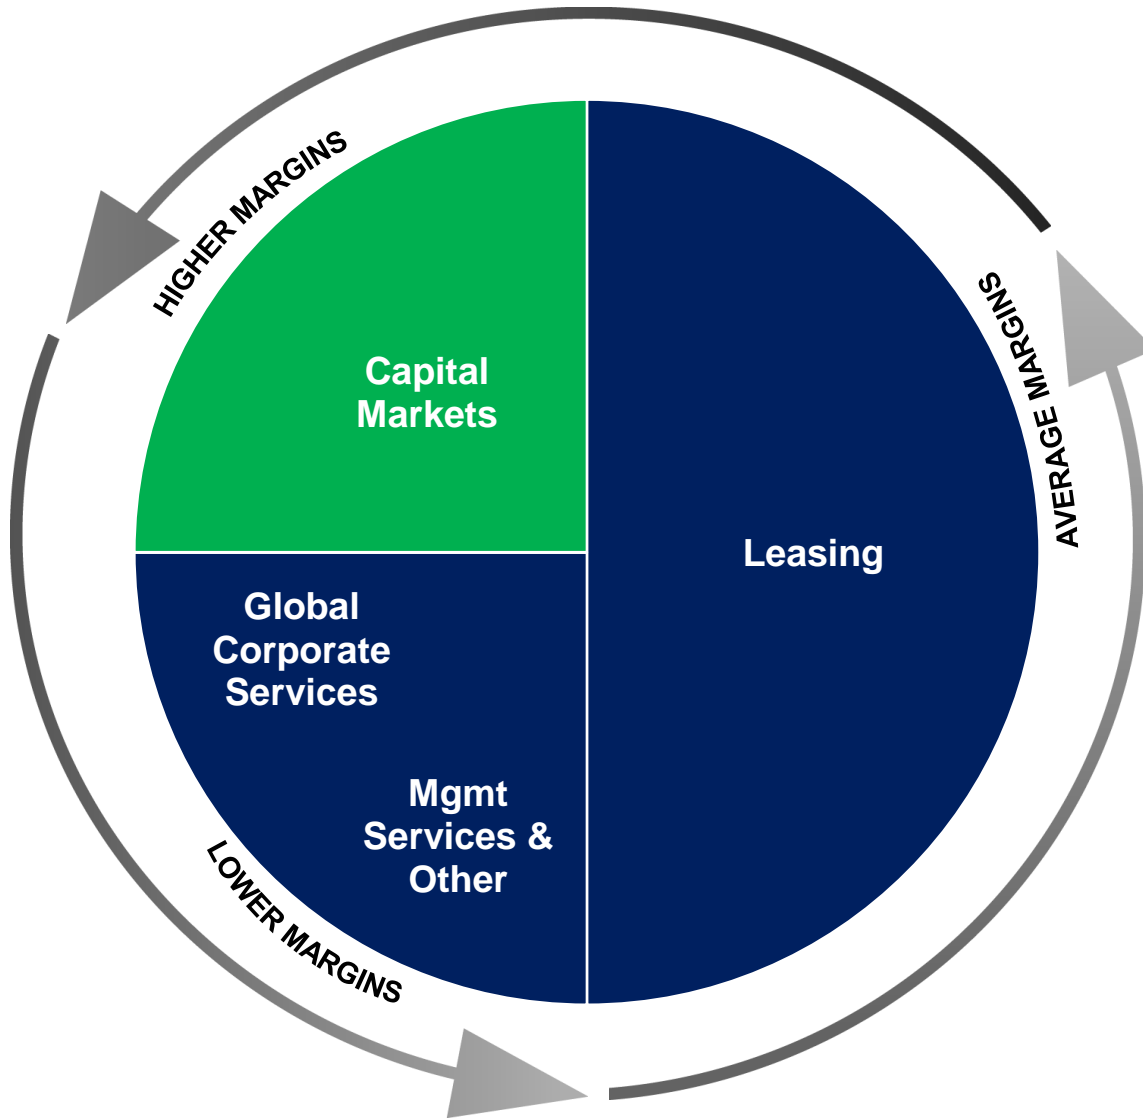 HIGHER MARGINS
Capital
Markets
AVERAGE MARGINS
Leasing
Global
Corporate
Services
Mgmt
Services &
Other
LOWER MARGINS